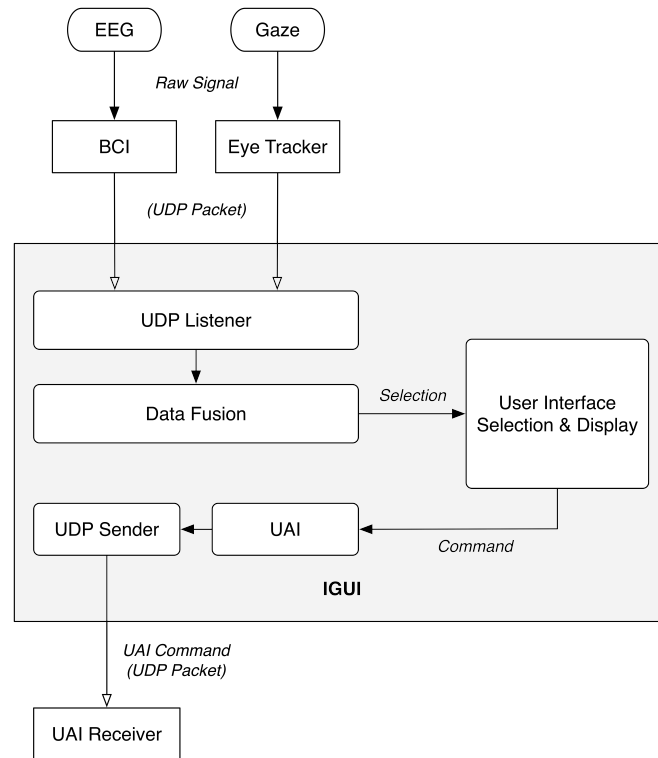 EEG
Gaze
Raw Signal
BCI
Eye Tracker
(UDP Packet)
UDP Listener
Data Fusion
Selection
User Interface
Selection & Display
UDP Sender
UAI
Command
IGUI
UAI Command
(UDP Packet)
UAI Receiver